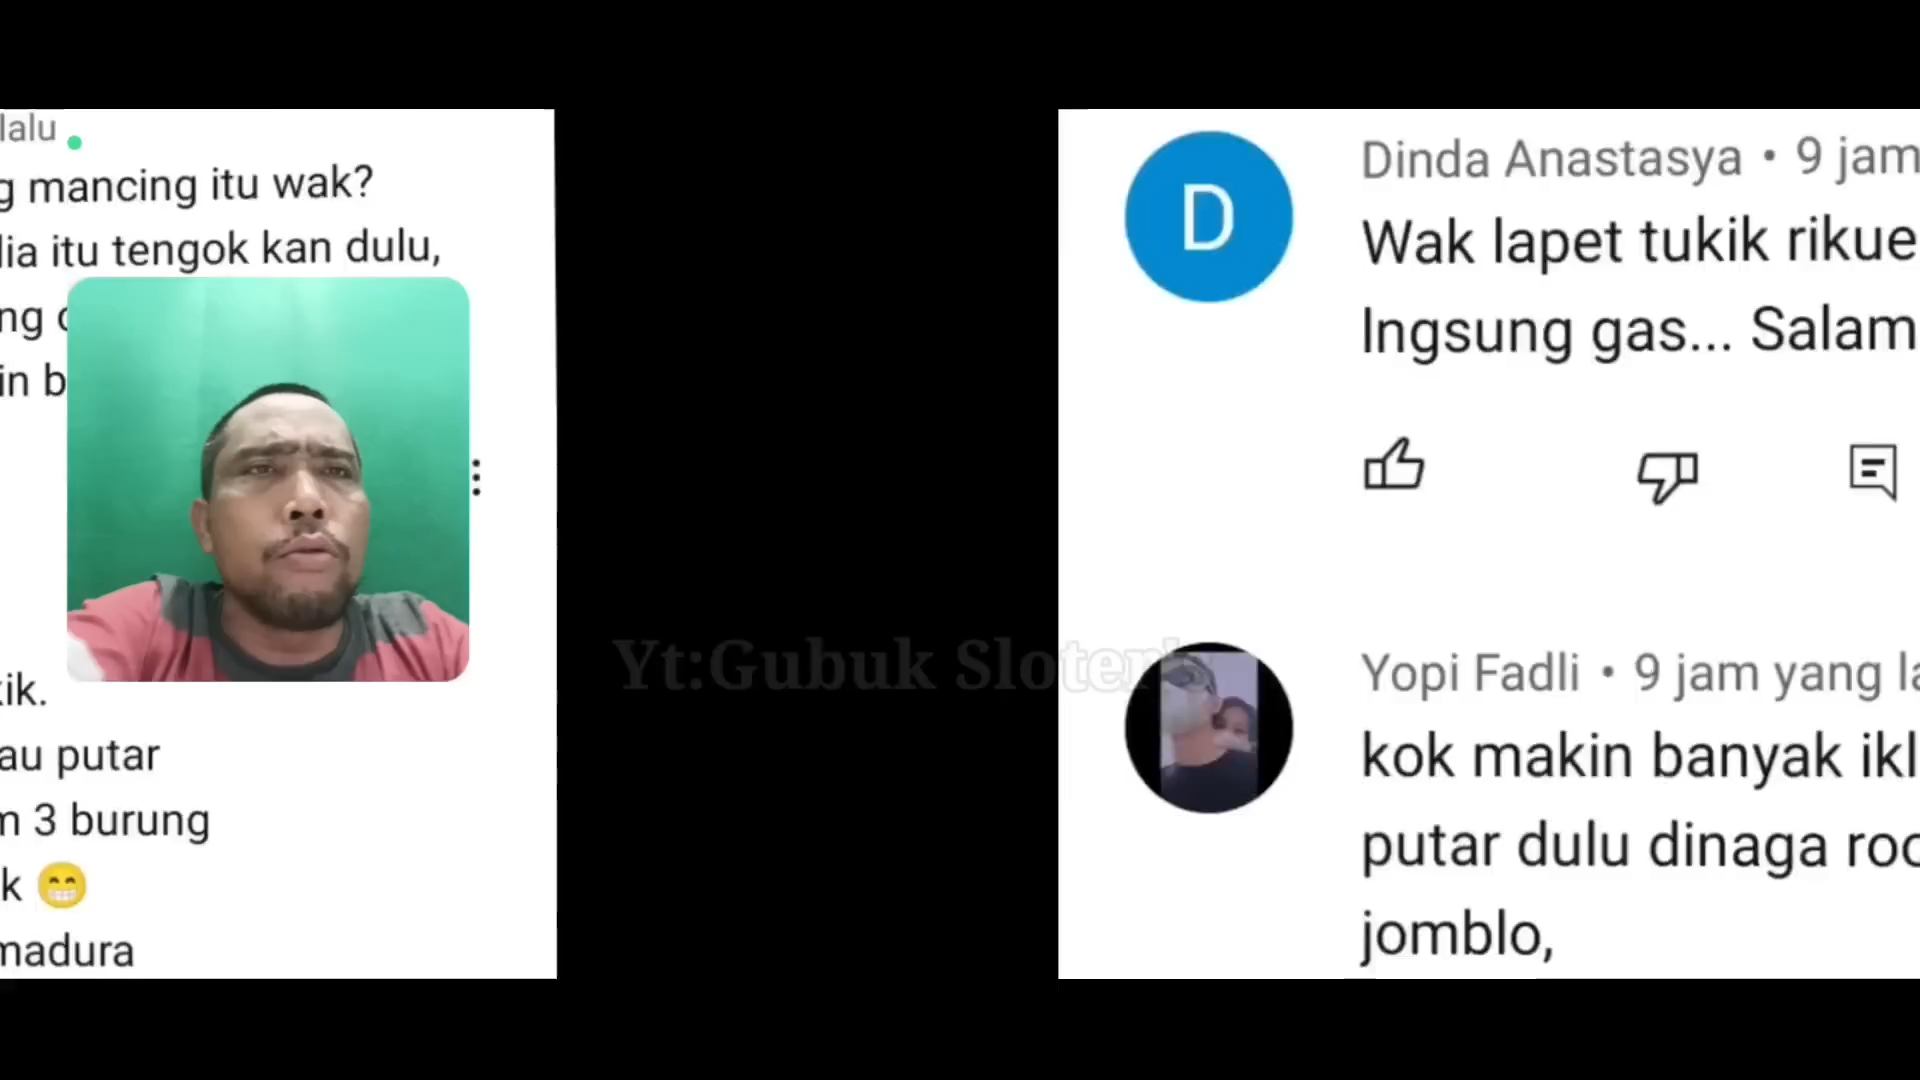 lalu
g mancing itu wak?
lia itu tengok kan dulu,
ng
in b
kik.
au putar
m 3 burung
k 😁
madura
Yt:Gubuk Sloter
Dinda Anastasya • 9 jam
Wak lapet tukik rikue
Ingsung gas... Salam
D
Yopi Fadli • 9 jam yang la
kok makin banyak ikl
putar dulu dinaga roo
jomblo,